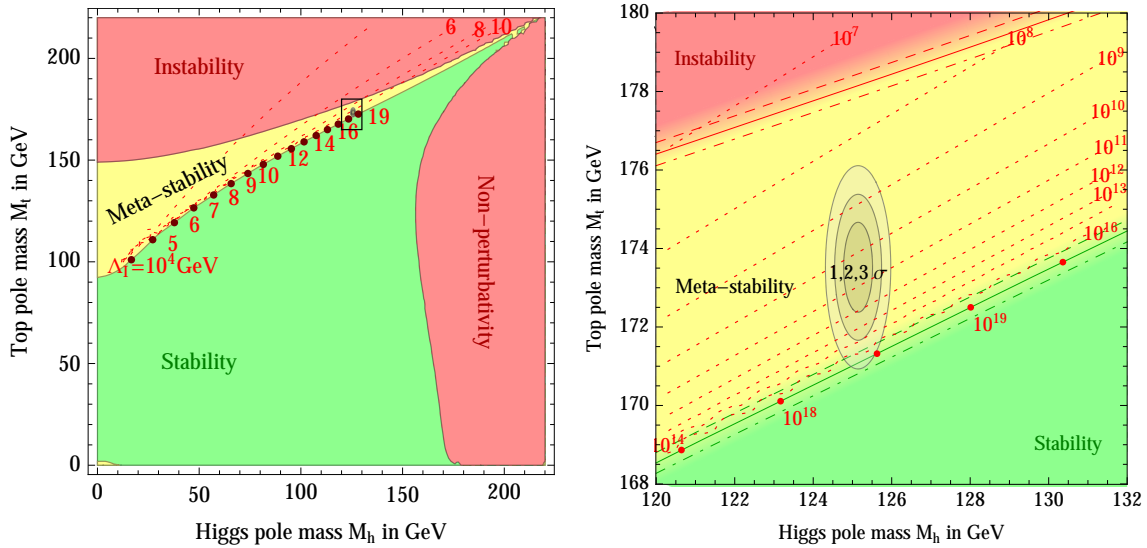 6 8 10
Instability
19
16
14
12
10
9
8
7
6
5
Λ_I=10^4 GeV
Meta-stability
Stability
Non-perturbativity
0 50 100 150 200
0
50
100
150
200
Higgs pole mass M_h in GeV
Top pole mass M_t in GeV
10^7
10^8
10^9
10^10
10^11
10^12
10^13
10^16
10^19
10^18
10^14
Instability
Meta-stability
1,2,3 σ
Stability
120 122 124 126 128 130 132
168
170
172
174
176
178
180
Higgs pole mass M_h in GeV
Top pole mass M_t in GeV